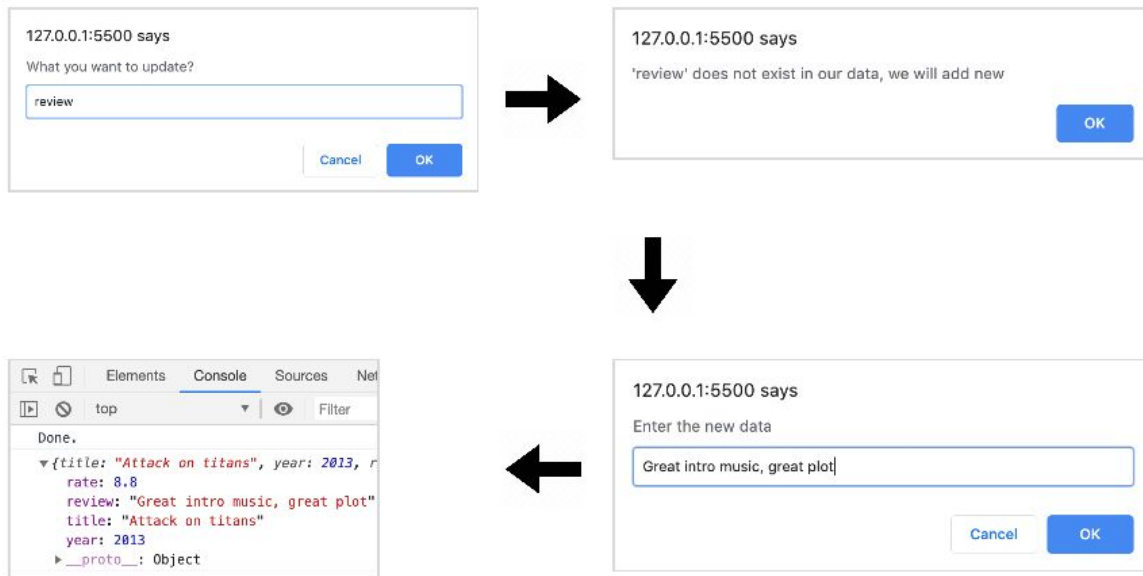 127.0.0.1:5500 says
What you want to update?
review
Cancel OK
127.0.0.1:5500 says
'review' does not exist in our data, we will add new
OK
127.0.0.1:5500 says
Enter the new data
Great intro music, great plot
Cancel OK
Elements Console Sources Net
top Filter
Done.
▼{title: "Attack on titans", year: 2013, r
rate: 8.8
review: "Great intro music, great plot"
title: "Attack on titans"
year: 2013
▶__proto__: Object